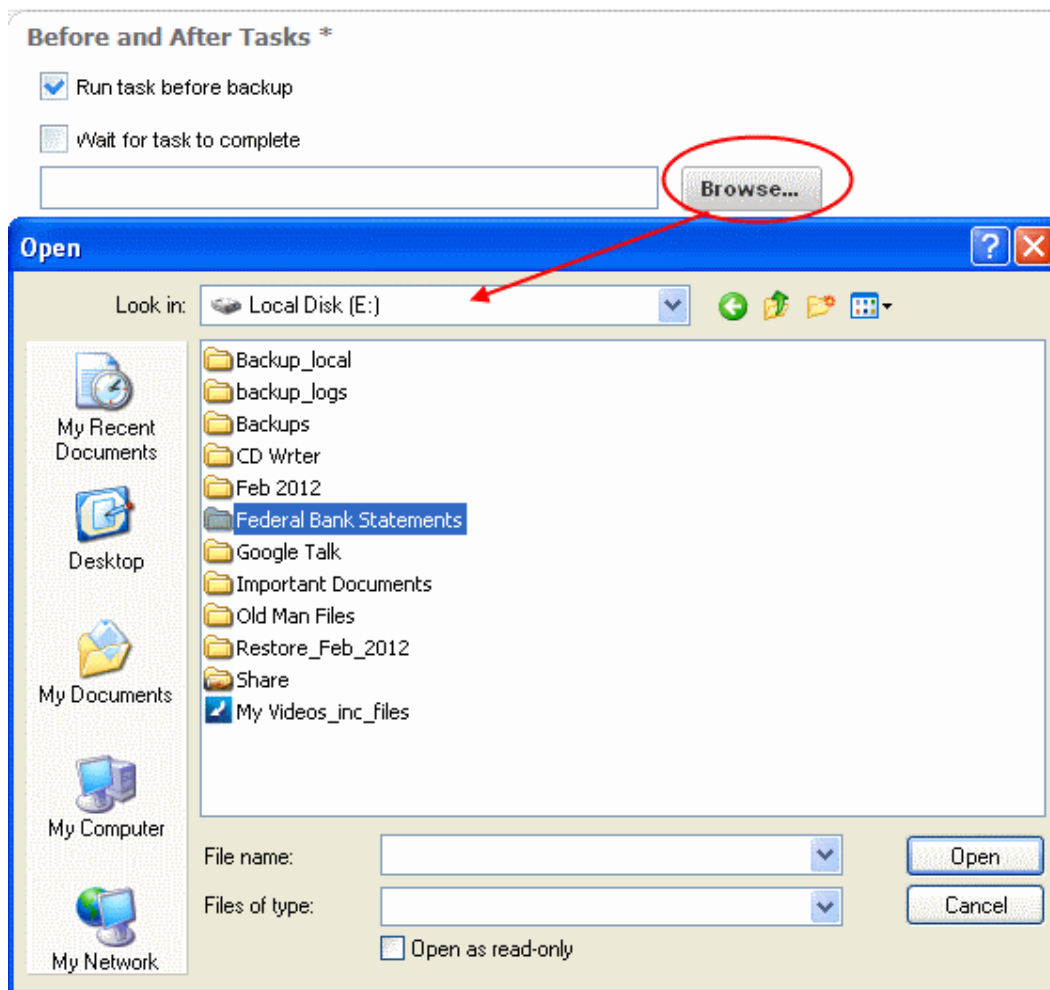 Before and After Tasks *
Run task before backup
Wait for task to complete
Browse...
Open
Look in:
Local Disk (E:)
My Recent
Documents
Desktop
My Documents
My Computer
My Network
Backup_local
backup_logs
Backups
CD Wrter
Feb 2012
Federal Bank Statements
Google Talk
Important Documents
Old Man Files
Restore_Feb_2012
Share
My Videos_inc_files
File name:
Open
Files of type:
Cancel
Open as read-only